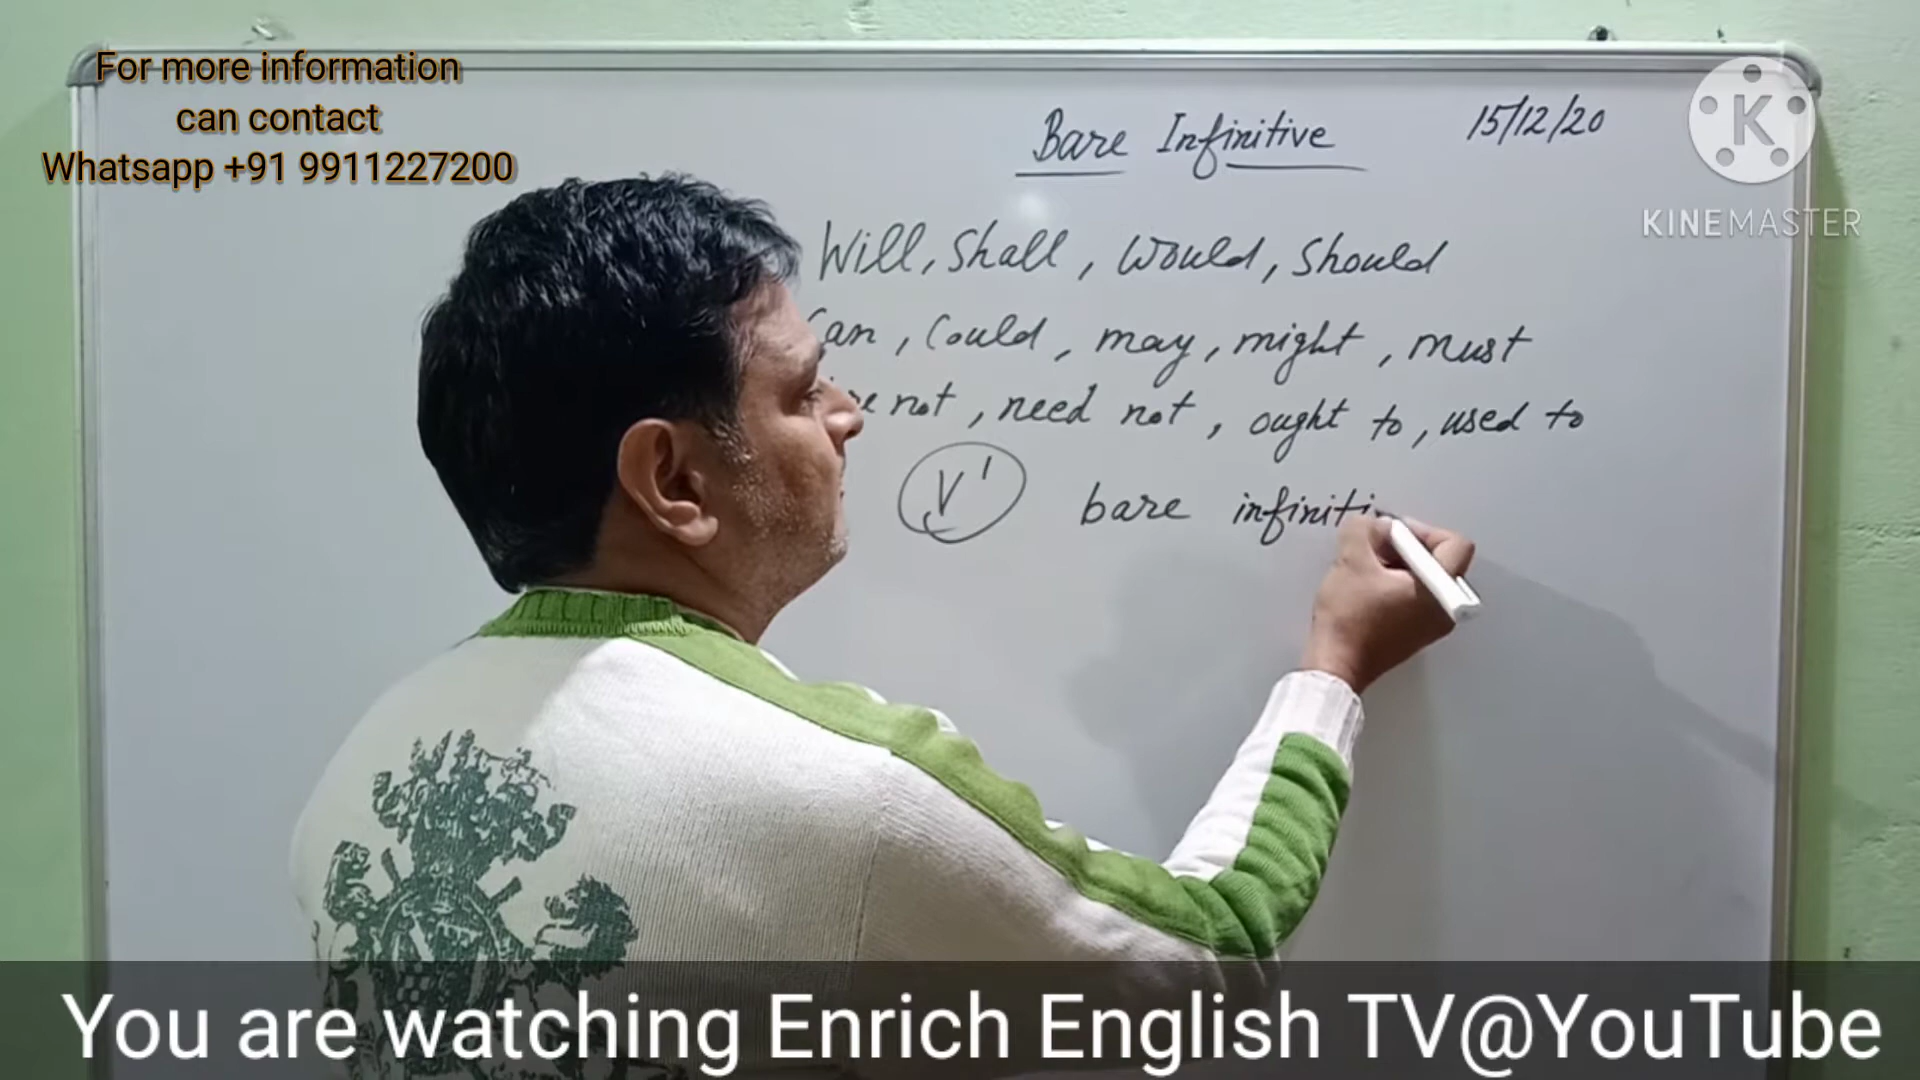 For more information
can contact
Whatsapp +91 9911227200
Bare Infinitive 15/12/20
KINEMASTER
Will, Shall, Would, Should
Can, Could, may, might, must
not, need not, ought to, used to
V¹ bare infiniti
You are watching Enrich English TV@YouTube